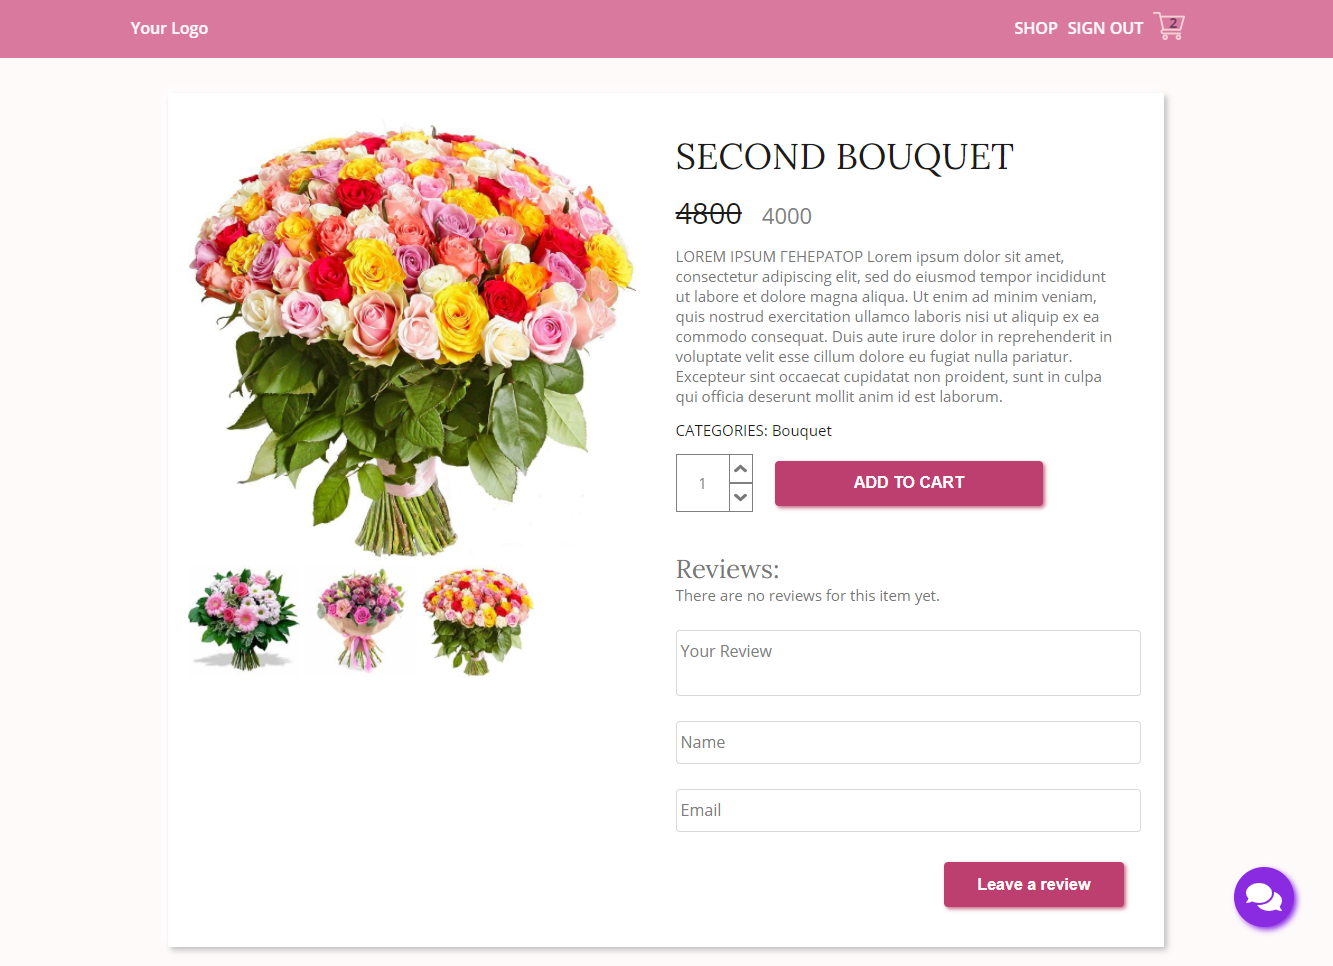 Your Logo
SHOP SIGN OUT 2
SECOND BOUQUET
4800 4000
LOREM IPSUM ГЕНЕРАТОР Lorem ipsum dolor sit amet,
consectetur adipiscing elit, sed do eiusmod tempor incididunt
ut labore et dolore magna aliqua. Ut enim ad minim veniam,
quis nostrud exercitation ullamco laboris nisi ut aliquip ex ea
commodo consequat. Duis aute irure dolor in reprehenderit in
voluptate velit esse cillum dolore eu fugiat nulla pariatur.
Excepteur sint occaecat cupidatat non proident, sunt in culpa
qui officia deserunt mollit anim id est laborum.
CATEGORIES: Bouquet
1
ADD TO CART
Reviews:
There are no reviews for this item yet.
Your Review
Name
Email
Leave a review